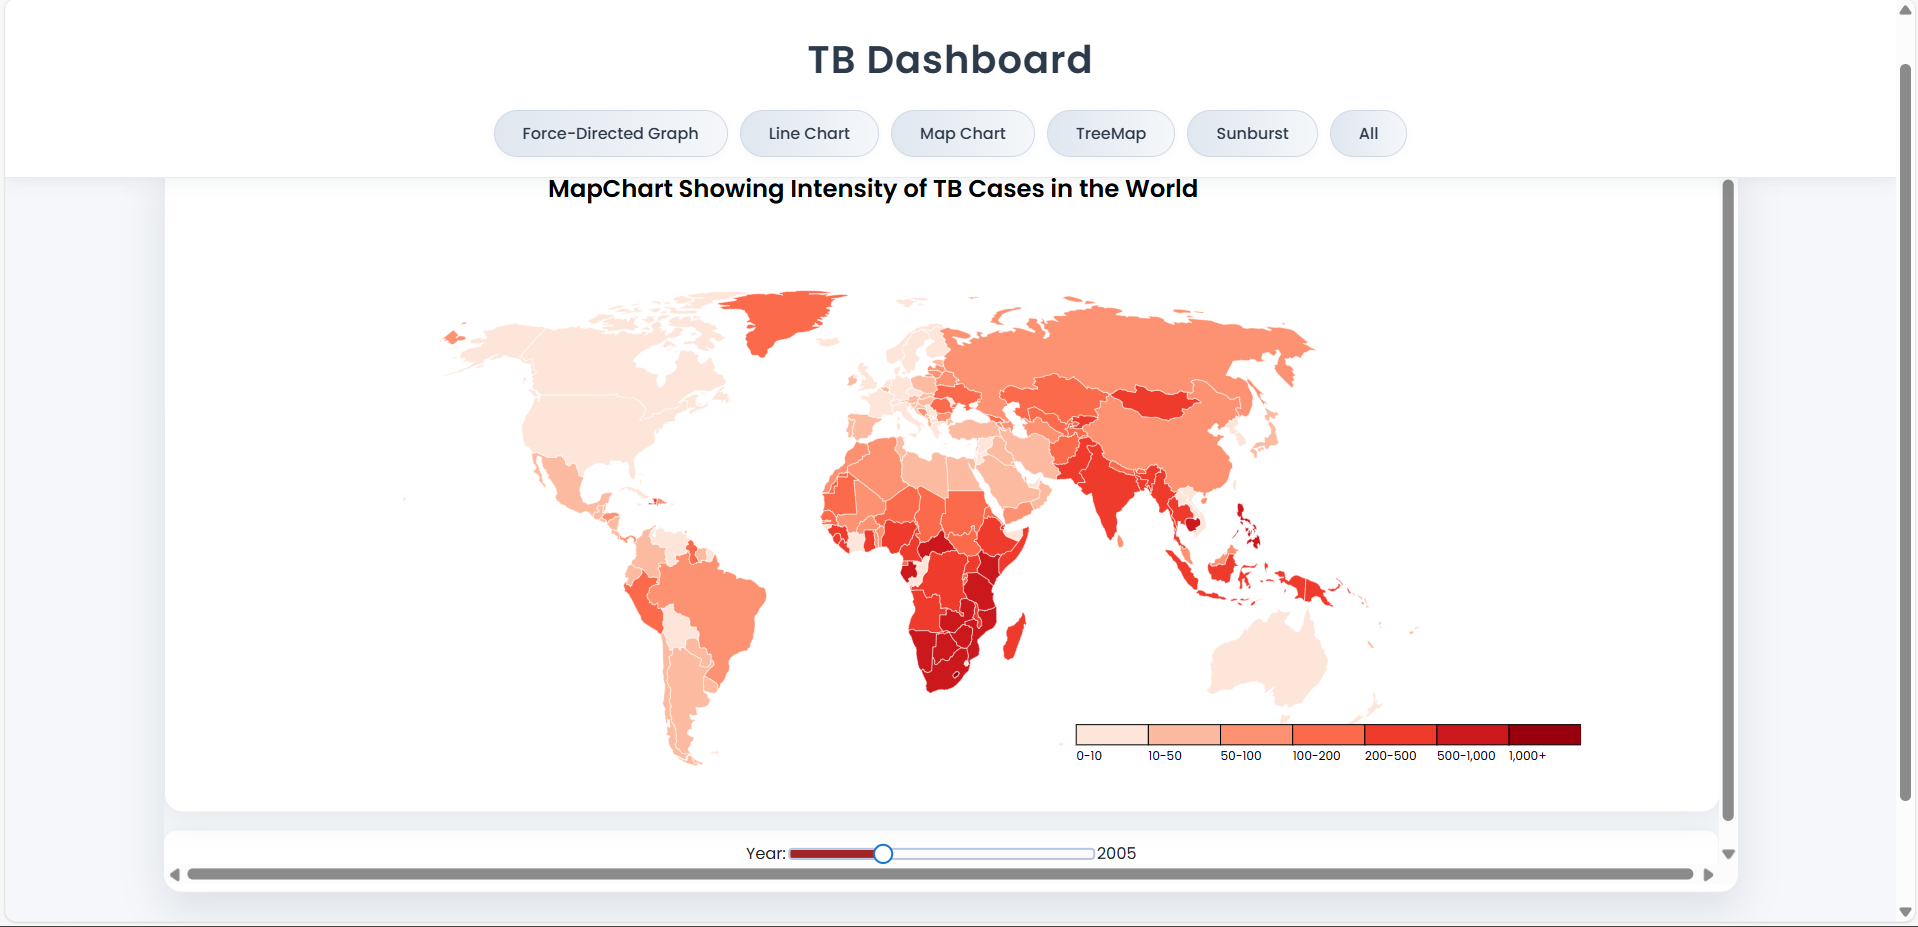 TB Dashboard
Force-Directed Graph Line Chart Map Chart TreeMap Sunburst All
MapChart Showing Intensity of TB Cases in the World
0-10 10-50 50-100 100-200 200-500 500-1,000 1,000+
Year: 2005